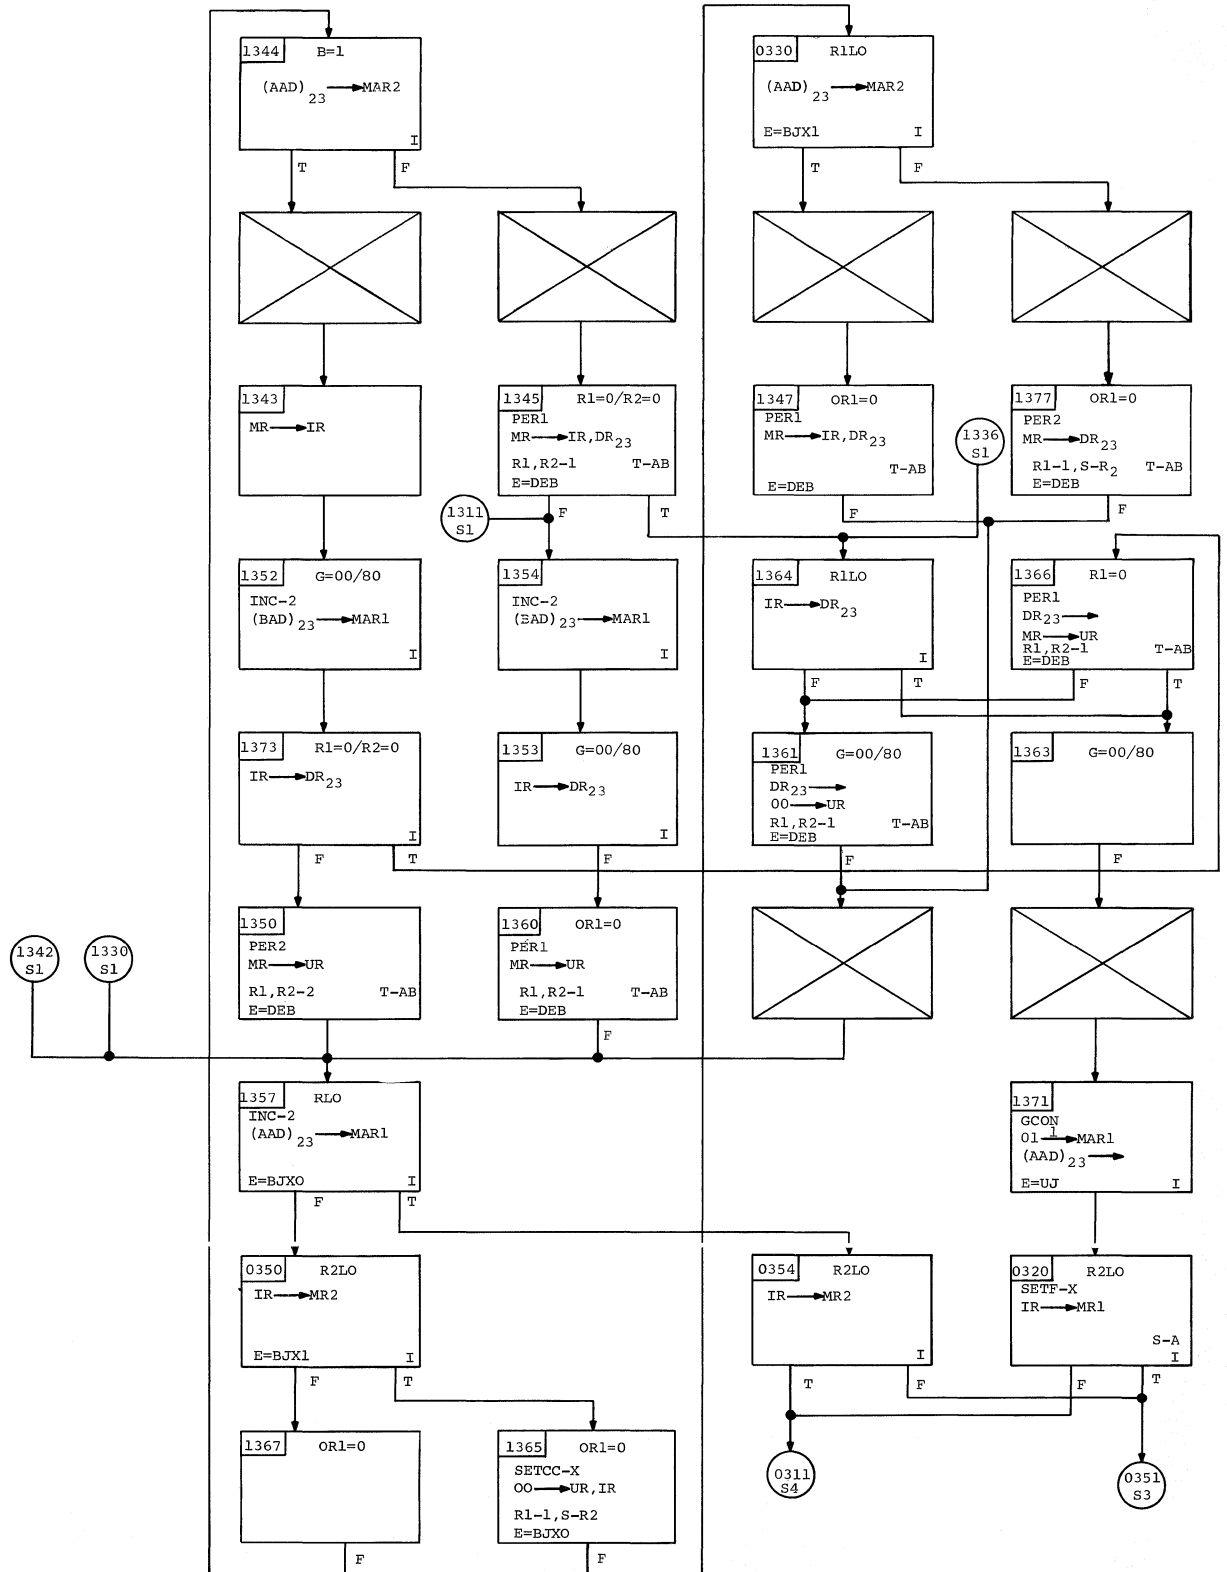 1344 B=1
(AAD)23 → MAR2
I
T F
0330 R1LO
(AAD)23 → MAR2
E=BJX1 I
T F
1343
MR → IR
1345 R1=0/R2=0
PER1
MR → IR,DR23
R1,R2-1 T-AB
E=DEB
F T
1311
S1
1347 OR1=0
PER1
MR → IR,DR23
T-AB
E=DEB
F
1336
S1
1377 OR1=0
PER2
MR → DR23
R1-1,S-R2 T-AB
E=DEB
F
1352 G=00/80
INC-2
(BAD)23 → MAR1
I
1354
INC-2
(BAD)23 → MAR1
I
1364 R1LO
IR → DR23
I
F T
1366 R1=0
PER1
DR23 →
MR → UR
R1,R2-1 T-AB
E=DEB
F T
1373 R1=0/R2=0
IR → DR23
I
F T
1353 G=00/80
IR → DR23
I
F
1361 G=00/80
PER1
DR23 →
00 → UR
R1,R2-1 T-AB
E=DEB
F
1363 G=00/80
F
1342
S1
1330
S1
1350
PER2
MR → UR
R1,R2-2 T-AB
E=DEB
1360 OR1=0
PER1
MR → UR
R1,R2-1 T-AB
E=DEB
F
1357 RLO
INC-2
(AAD)23 → MAR1
E=BJXO I
F T
1371
GCON
01 1 → MAR1
(AAD)23 →
E=UJ I
0350 R2LO
IR → MR2
E=BJX1 I
F T
0354 R2LO
IR → MR2
I
T F
0320 R2LO
SETF-X
IR → MR1
S-A
I
F T
1367 OR1=0
F
1365 OR1=0
SETCC-X
OO → UR,IR
R1-1,S-R2
E=BJXO
F
0311
S4
0351
S3